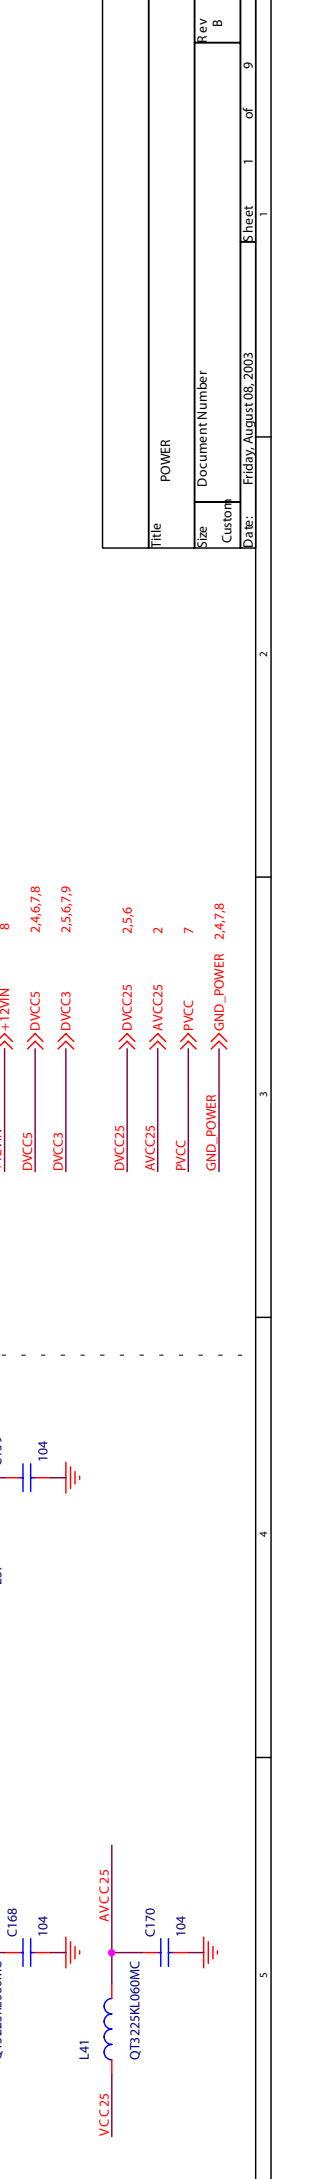 Title
POWER
Size
Custom
Document Number
Rev
B
Date:
Friday, August 08, 2003
Sheet
1
of
9
1
2
3
4
5
+12VIN
8
DVCC5
DVCC5
2,4,6,7,8
DVCC3
DVCC3
2,5,6,7,9
DVCC25
DVCC25
2,5,6
AVCC25
AVCC25
2
PVCC
PVCC
7
GND_POWER
GND_POWER
2,4,7,8
104
C168
104
VCC25
L41
QT3225KL060MC
AVCC25
C170
104